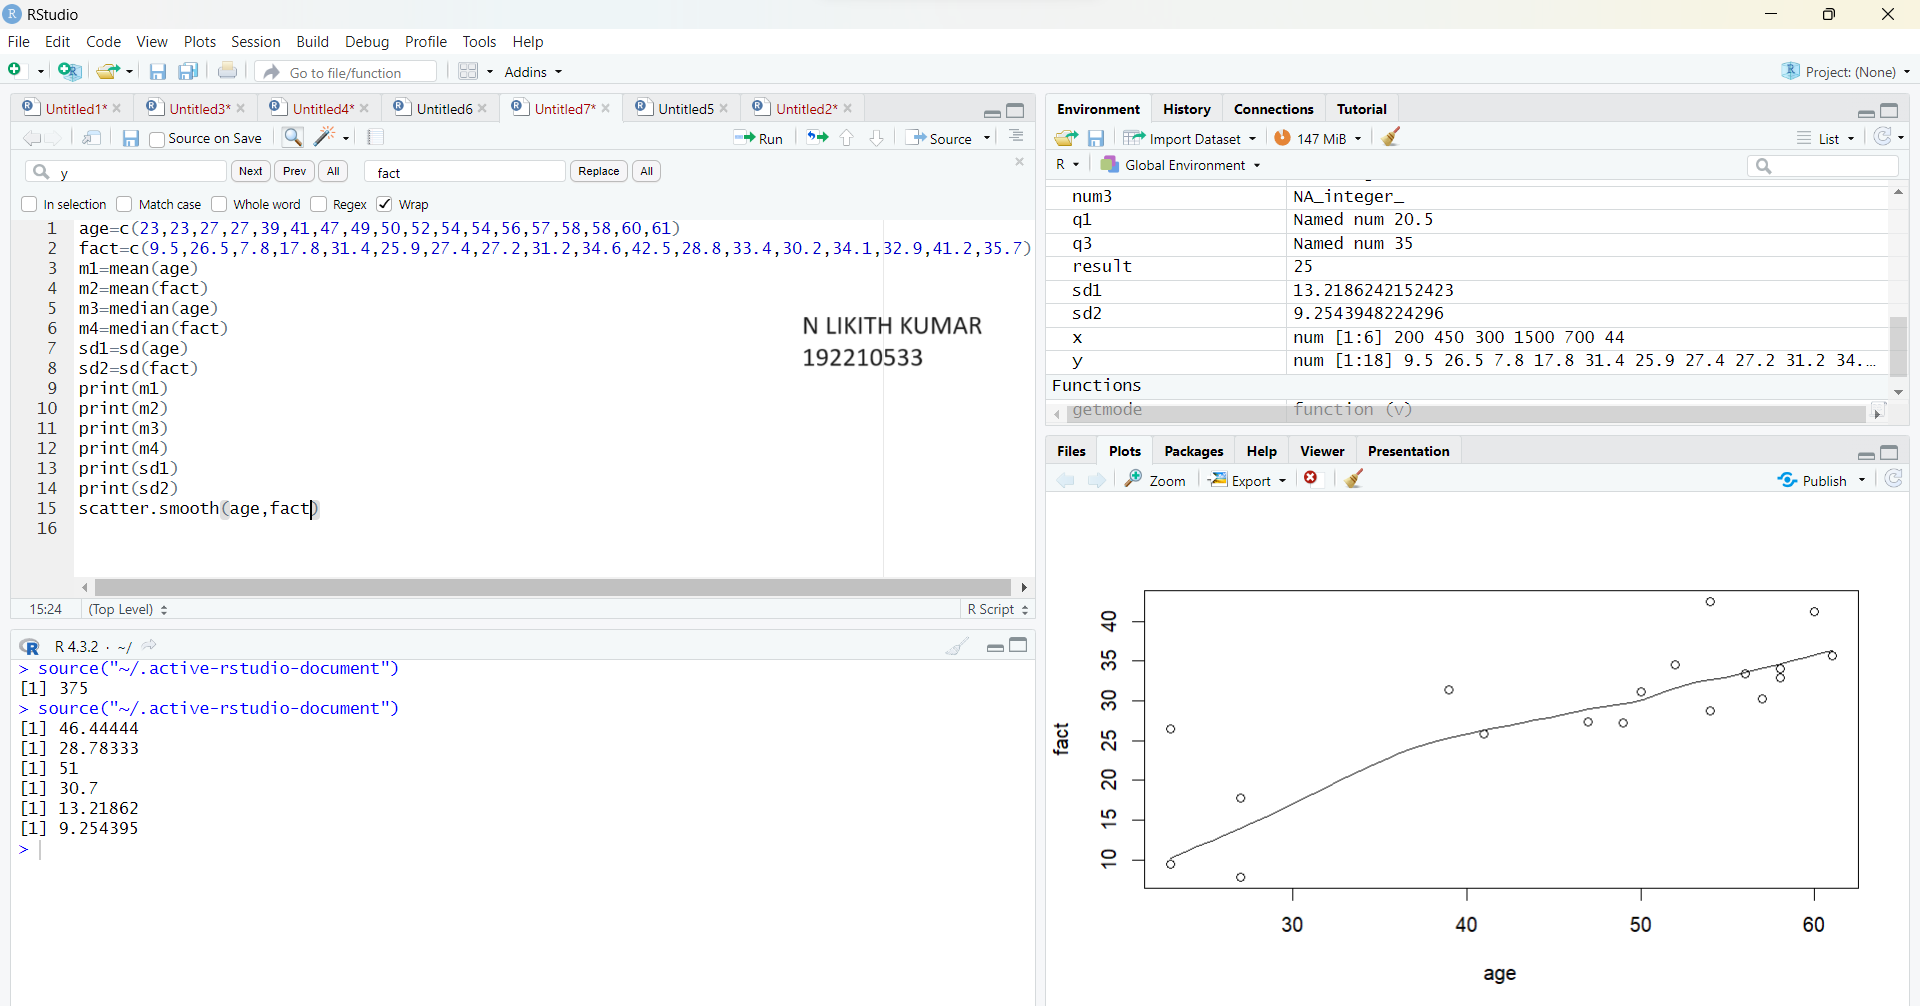 RStudio
File Edit Code View Plots Session Build Debug Profile Tools Help
Go to file/function Addins Project: (None)
Untitled1* Untitled3* Untitled4* Untitled6 Untitled7* Untitled5 Untitled2*
Source on Save Run Source
y Next Prev All fact Replace All
In selection Match case Whole word Regex Wrap
1 age=c(23,23,27,27,39,41,47,49,50,52,54,54,56,57,58,58,60,61)
2 fact=c(9.5,26.5,7.8,17.8,31.4,25.9,27.4,27.2,31.2,34.6,42.5,28.8,33.4,30.2,34.1,32.9,41.2,35.7)
3 m1=mean(age)
4 m2=mean(fact)
5 m3=median(age)
6 m4=median(fact)
7 sd1=sd(age)
8 sd2=sd(fact)
9 print(m1)
10 print(m2)
11 print(m3)
12 print(m4)
13 print(sd1)
14 print(sd2)
15 scatter.smooth(age,fact)
16
N LIKITH KUMAR
192210533
15:24 (Top Level) R Script
R 4.3.2 · ~/
> source("~/.active-rstudio-document")
[1] 375
> source("~/.active-rstudio-document")
[1] 46.44444
[1] 28.78333
[1] 51
[1] 30.7
[1] 13.21862
[1] 9.254395
>
Environment History Connections Tutorial
Import Dataset 147 MiB List
R Global Environment
num3 NA_integer_
q1 Named num 20.5
q3 Named num 35
result 25
sd1 13.2186242152423
sd2 9.2543948224296
x num [1:6] 200 450 300 1500 700 44
y num [1:18] 9.5 26.5 7.8 17.8 31.4 25.9 27.4 27.2 31.2 34.…
Functions
getmode function (v)
Files Plots Packages Help Viewer Presentation
Zoom Export Publish
fact
40
35
30
25
20
15
10
30 40 50 60
age